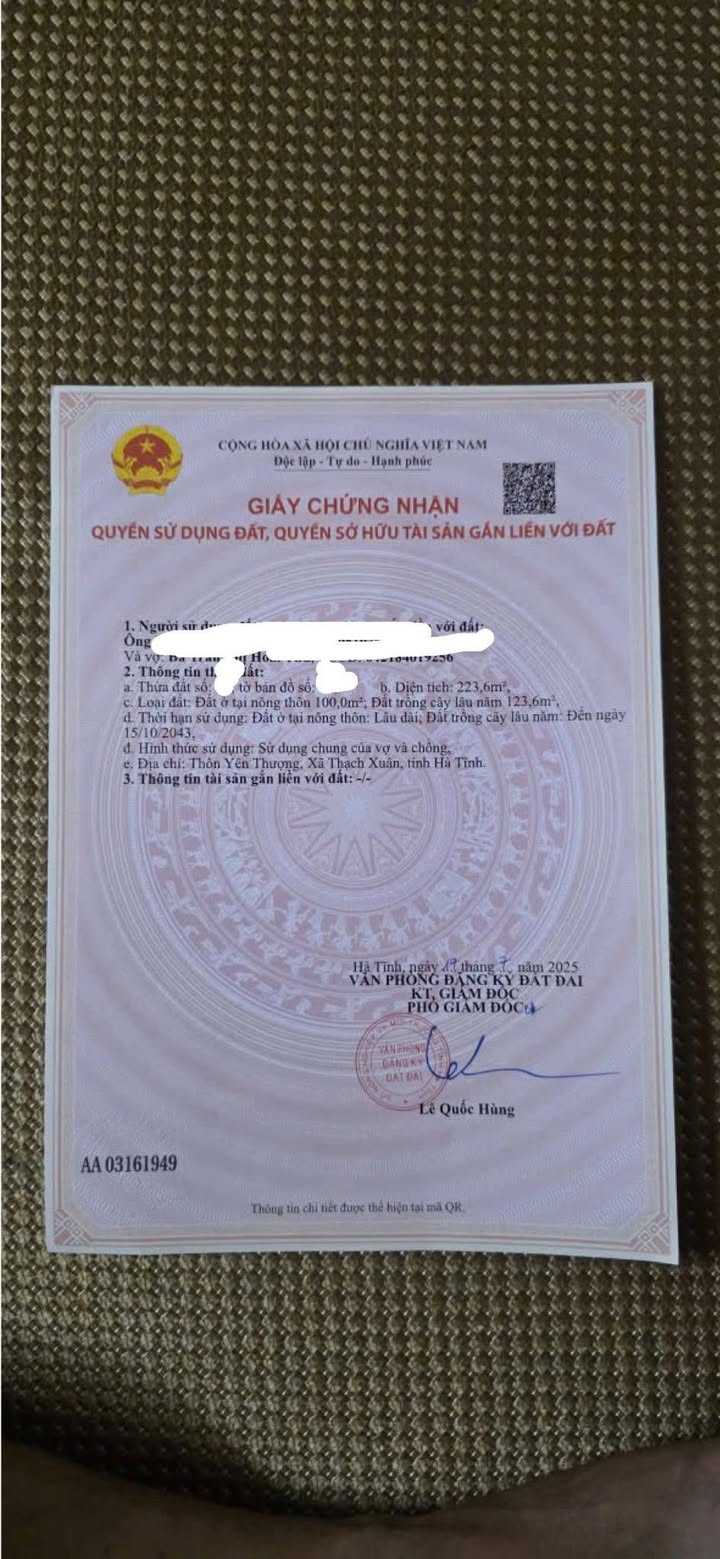 CỘNG HÒA XÃ HỘI CHỦ NGHĨA VIỆT NAM
Độc lập - Tự do - Hạnh phúc
GIẤY CHỨNG NHẬN
QUYỀN SỬ DỤNG ĐẤT, QUYỀN SỞ HỮU TÀI SẢN GẮN LIỀN VỚI ĐẤT
1. Người sử với đất:
Ông
Và vợ: Bà
2. Thông tin đất:
a. Thửa đất số: tờ bản đồ số: b. Diện tích: 223,6m²,
c. Loại đất: Đất ở tại nông thôn 100,0m²; Đất trồng cây lâu năm 123,6m²,
d. Thời hạn sử dụng: Đất ở tại nông thôn: Lâu dài; Đất trồng cây lâu năm: Đến ngày
15/10/2043,
đ. Hình thức sử dụng: Sử dụng chung của vợ và chồng,
e. Địa chỉ: Thôn Yên Thượng, Xã Thạch Xuân, tỉnh Hà Tĩnh.
3. Thông tin tài sản gắn liền với đất: -/-
Hà Tĩnh, ngày tháng 7 năm 2025
VĂN PHÒNG ĐĂNG KÝ ĐẤT ĐAI
KT, GIÁM ĐỐC
PHÓ GIÁM ĐỐC
VĂN PHÒNG
ĐĂNG KÝ
ĐẤT ĐAI
Lê Quốc Hùng
AA 03161949
Thông tin chi tiết được thể hiện tại mã QR.